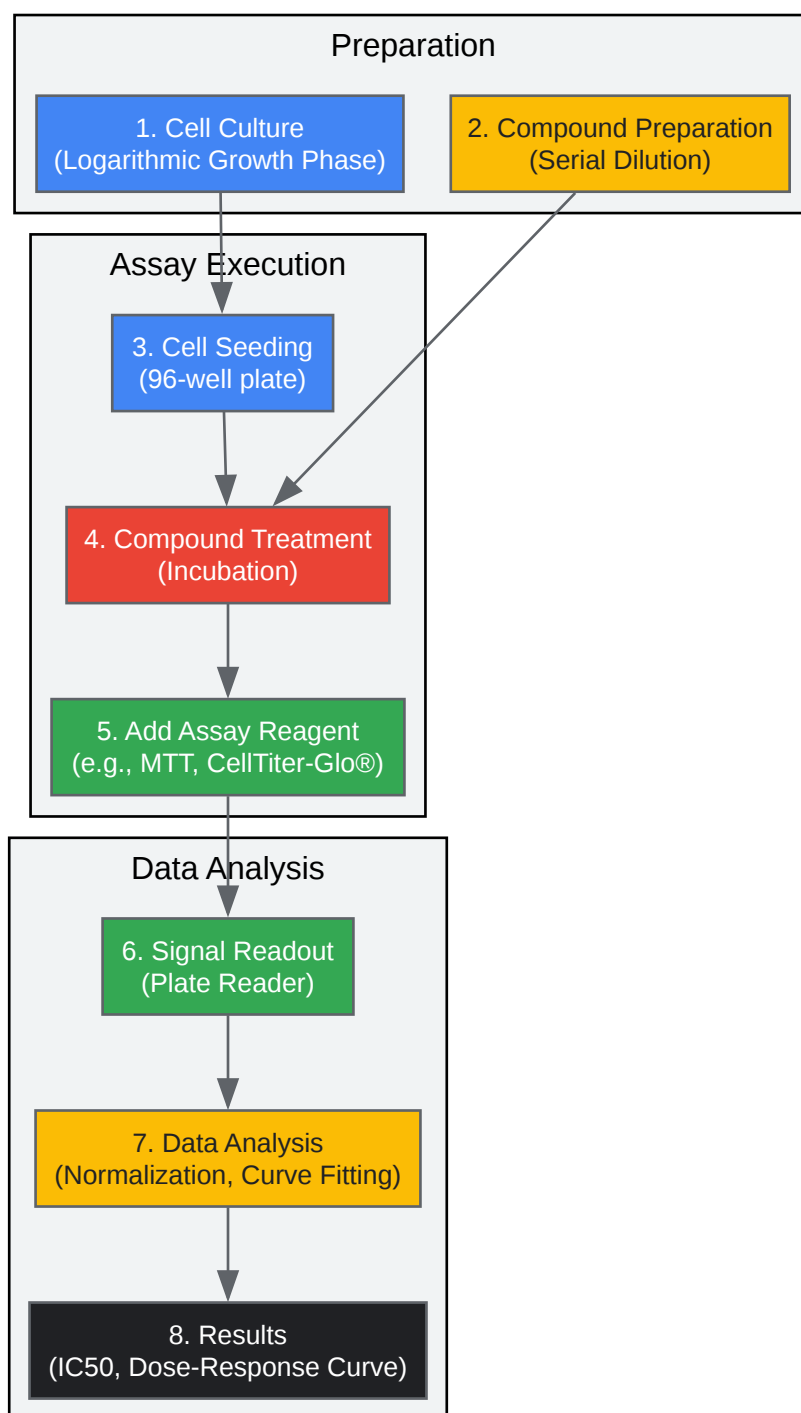 Preparation
1. Cell Culture
(Logarithmic Growth Phase)
2. Compound Preparation
(Serial Dilution)
Assay Execution
3. Cell Seeding
(96-well plate)
4. Compound Treatment
(Incubation)
5. Add Assay Reagent
(e.g., MTT, CellTiter-Glo®)
Data Analysis
6. Signal Readout
(Plate Reader)
7. Data Analysis
(Normalization, Curve Fitting)
8. Results
(IC50, Dose-Response Curve)